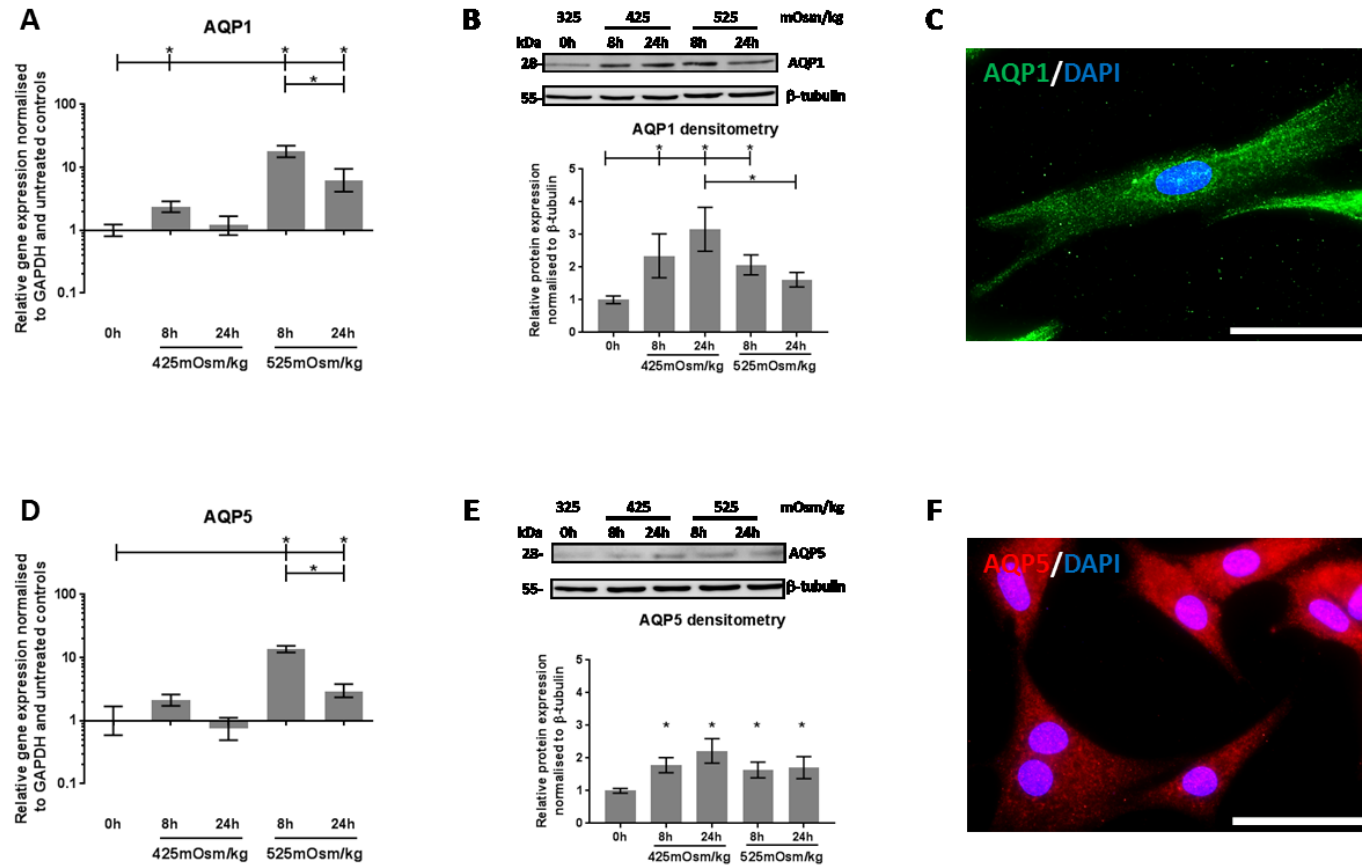 A
AQP1
Relative gene expression normalised
to GAPDH and untreated controls
* * *
*
100
10
1
0.1
0h 8h 24h 8h 24h
425mOsm/kg 525mOsm/kg
B
325 425 525 mOsm/kg
kDa 0h 8h 24h 8h 24h
28- AQP1
55- β-tubulin
AQP1 densitometry
Relative protein expression
normalised to β-tubulin
* * *
*
5
4
3
2
1
0
0h 8h 24h 8h 24h
425mOsm/kg 525mOsm/kg
C
AQP1/DAPI
D
AQP5
Relative gene expression normalised
to GAPDH and untreated controls
* *
*
100
10
1
0.1
0h 8h 24h 8h 24h
425mOsm/kg 525mOsm/kg
E
325 425 525 mOsm/kg
kDa 0h 8h 24h 8h 24h
28- AQP5
55- β-tubulin
AQP5 densitometry
Relative protein expression
normalised to β-tubulin
5
4
3
2
1
0
* * * *
0h 8h 24h 8h 24h
425mOsm/kg 525mOsm/kg
F
AQP5/DAPI